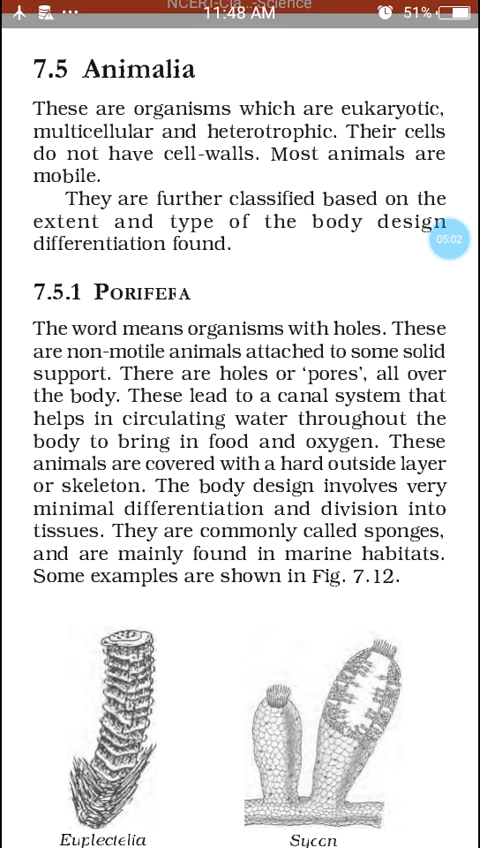 NCERT-Cla...-Science
11:48 AM
51%
7.5 Animalia
These are organisms which are eukaryotic,
multicellular and heterotrophic. Their cells
do not have cell-walls. Most animals are
mobile.
They are further classified based on the
extent and type of the body design
differentiation found.
05:02
7.5.1 PORIFERA
The word means organisms with holes. These
are non-motile animals attached to some solid
support. There are holes or ‘pores’, all over
the body. These lead to a canal system that
helps in circulating water throughout the
body to bring in food and oxygen. These
animals are covered with a hard outside layer
or skeleton. The body design involves very
minimal differentiation and division into
tissues. They are commonly called sponges,
and are mainly found in marine habitats.
Some examples are shown in Fig. 7.12.
Euplectelia Sycon